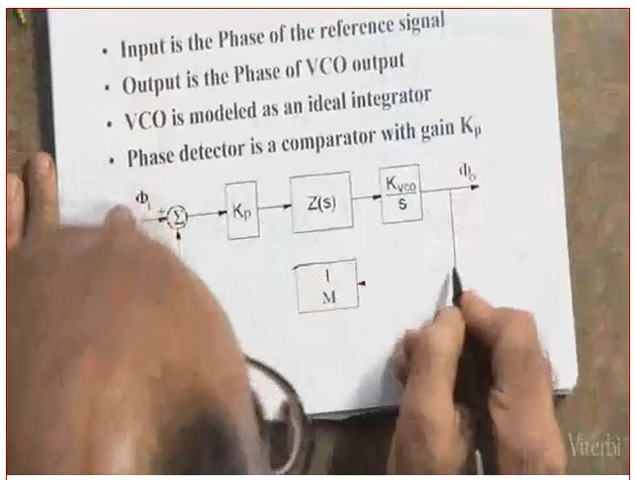 • Input is the Phase of the reference signal
• Output is the Phase of VCO output
• VCO is modeled as an ideal integrator
• Phase detector is a comparator with gain Kp
Φi
+
Σ
Kp
Z(s)
KVCO
S
Φo
1
M
Viterbi